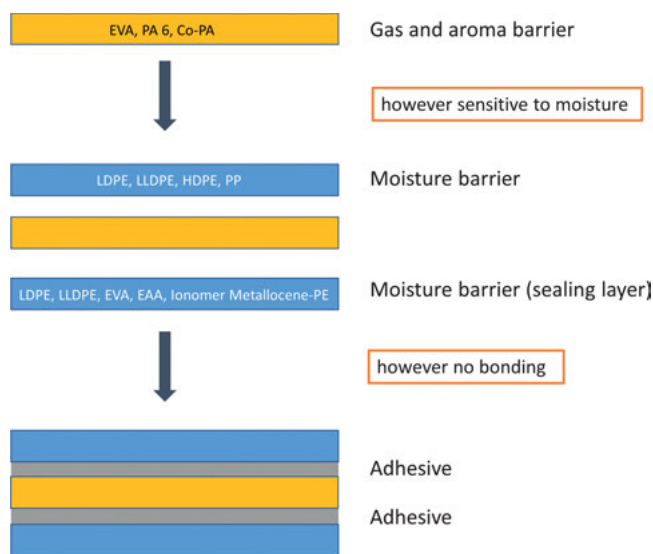 EVA, PA 6, Co-PA
Gas and aroma barrier
however sensitive to moisture
LDPE, LLDPE, HDPE, PP
Moisture barrier
LDPE, LLDPE, EVA, EAA, Ionomer Metallocene-PE
Moisture barrier (sealing layer)
however no bonding
Adhesive
Adhesive